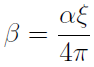 β = αξ / 4π